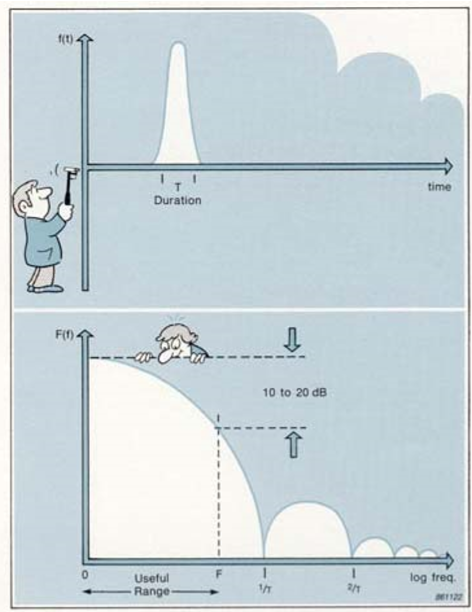 f(t)
T
Duration
time
F(f)
10 to 20 dB
0
Useful
Range
F
1/T
2/T
log freq.
861122